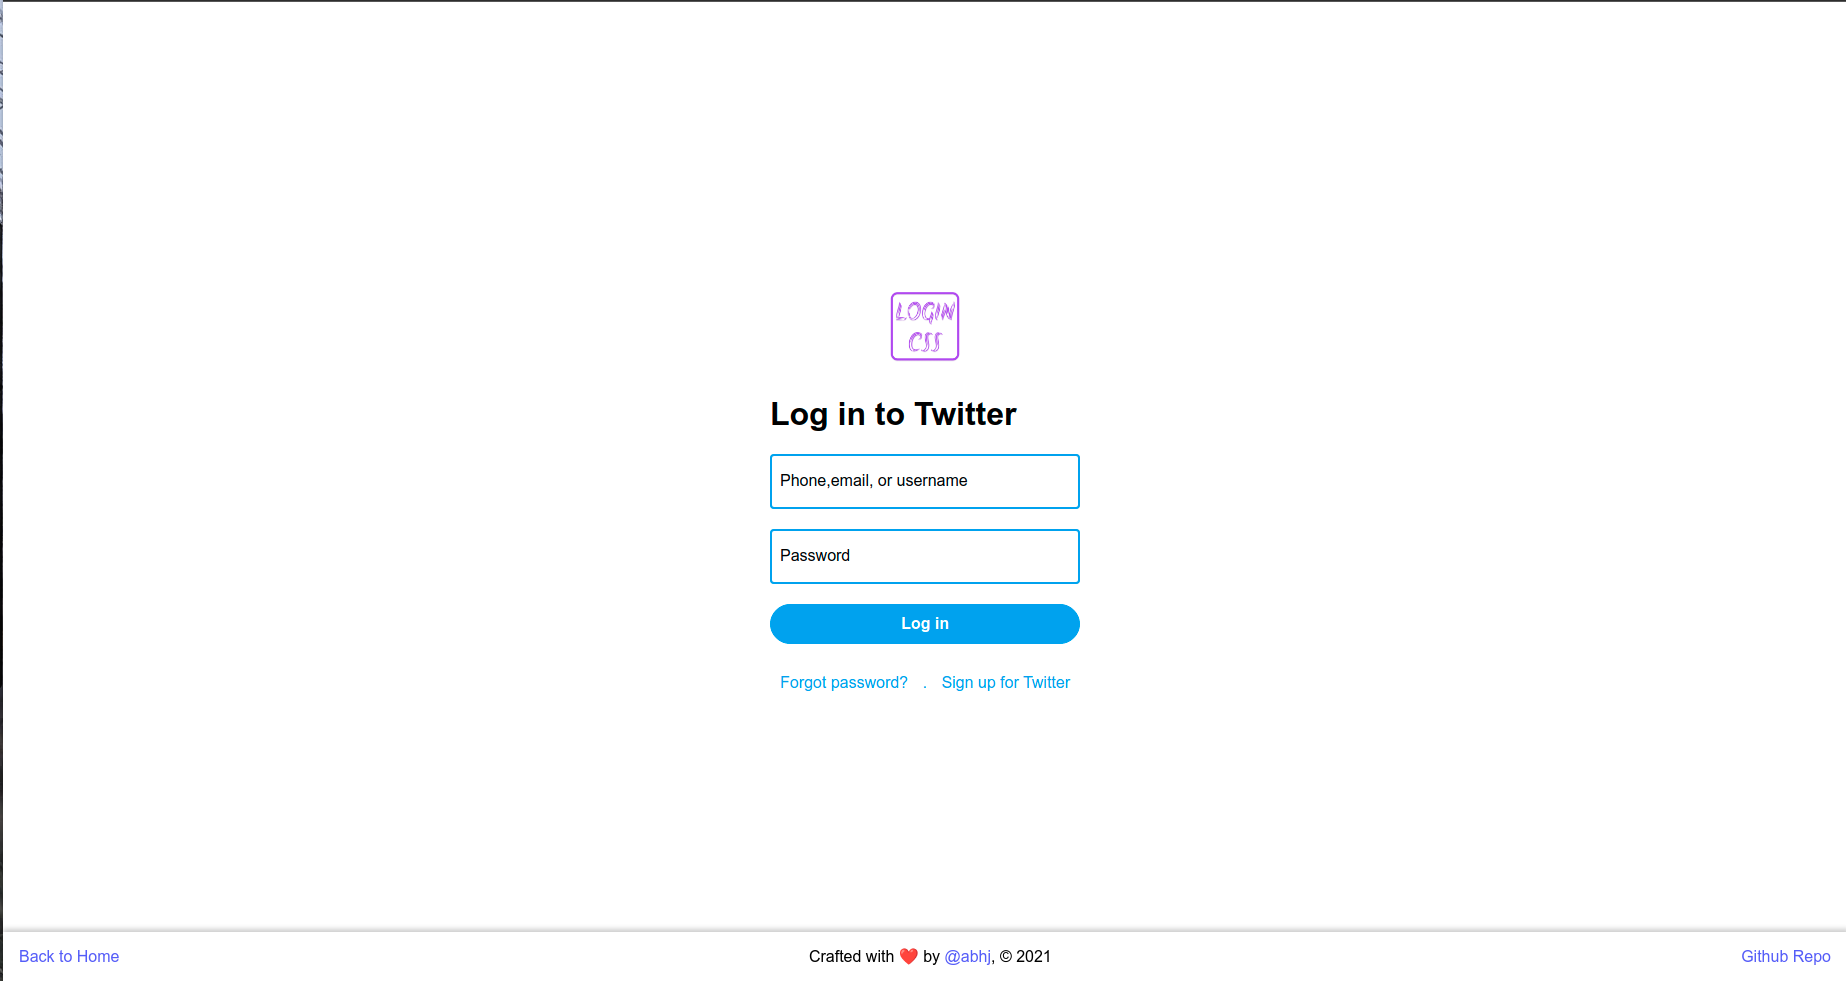 LOGIN
CSS
Log in to Twitter
Phone,email, or username
Password
Log in
Forgot password? . Sign up for Twitter
Back to Home Crafted with ❤️ by @abhj, © 2021 Github Repo